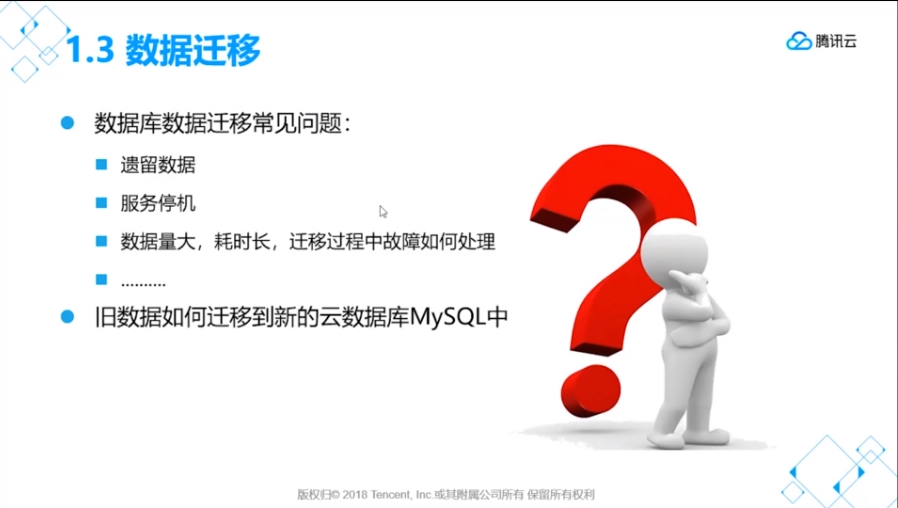 1.3 数据迁移
腾讯云
数据库数据迁移常见问题：
遗留数据
服务停机
数据量大，耗时长，迁移过程中故障如何处理
..........
旧数据如何迁移到新的云数据库MySQL中
版权归© 2018 Tencent, Inc.或其附属公司所有 保留所有权利